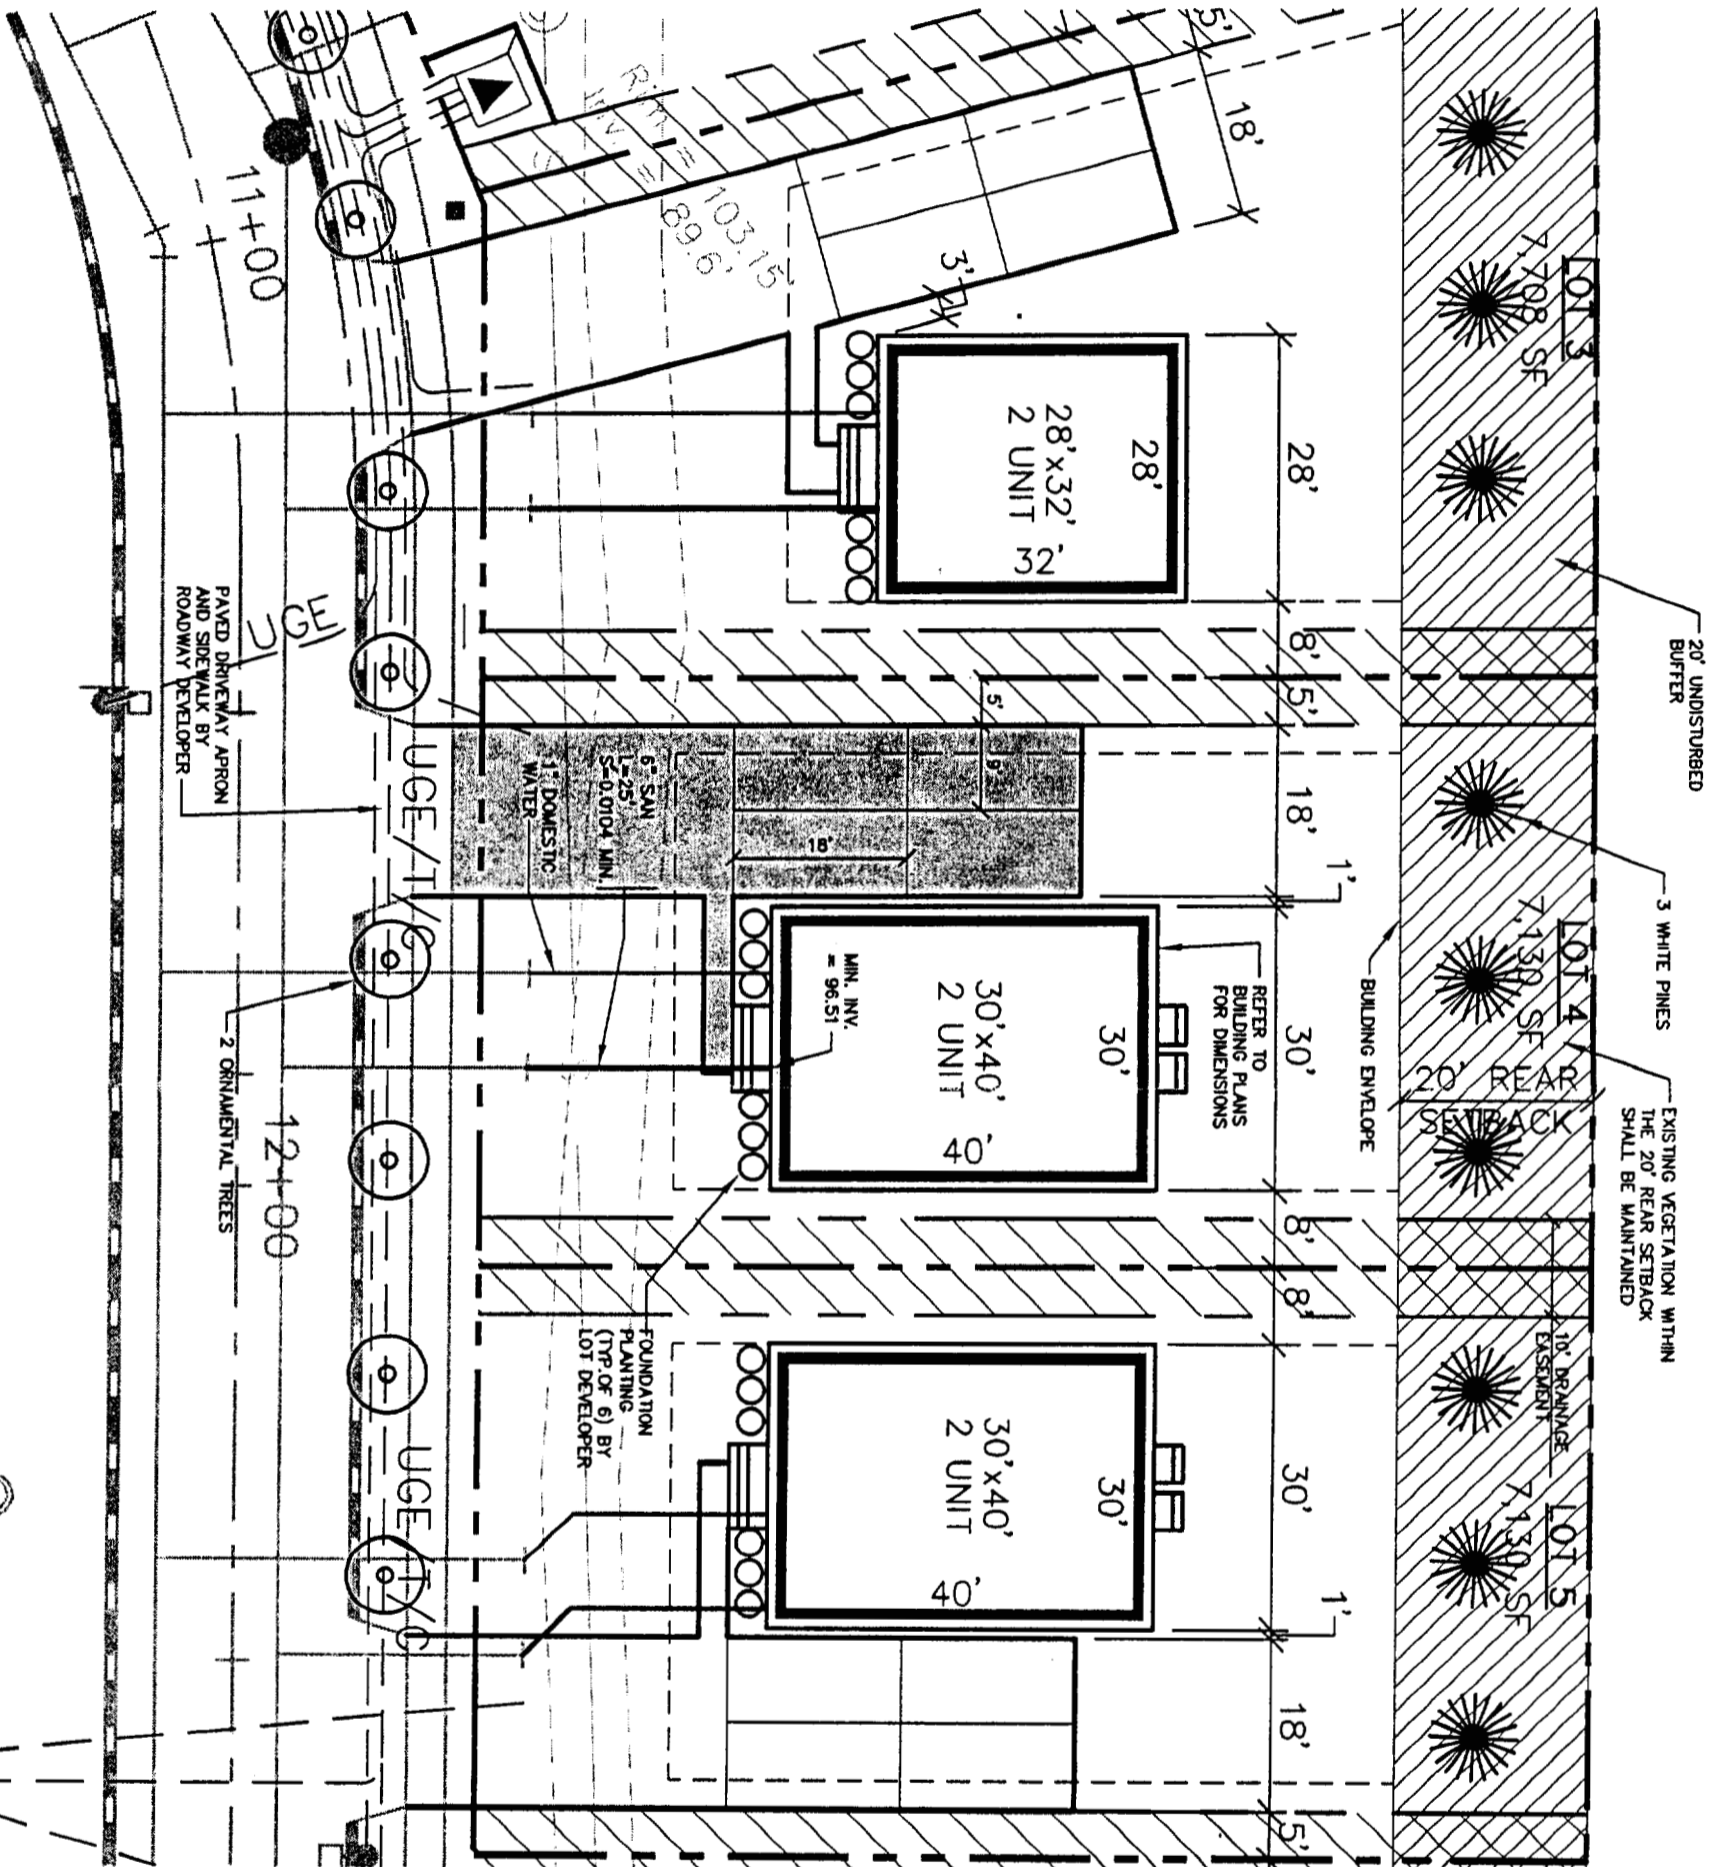 5'
18'
LOT 3
7,708 SF
Rim = 103.15
89.6'
11+00
3'
28'
28'x32'
2 UNIT
32'
28'
20' UNDISTURBED
BUFFER
UGE
PAVED DRIVEWAY APRON
AND SIDEWALK BY
ROADWAY DEVELOPER
8'
5'
5'
9'
18'
18'
1'
UGE/T/C
6" SAN
L=25'
S=0.0104 MIN.
1" DOMESTIC
WATER
3 WHITE PINES
LOT 4
7,130 SF
BUILDING ENVELOPE
REFER TO
BUILDING PLANS
FOR DIMENSIONS
MIN. INV.
= 96.51
30'
30'x40'
2 UNIT
40'
30'
20' REAR
SETBACK
EXISTING VEGETATION WITHIN
THE 20' REAR SETBACK
SHALL BE MAINTAINED
2 ORNAMENTAL TREES
12+00
8'
8'
10' DRAINAGE
EASEMENT
FOUNDATION
PLANTING
(TYP.OF 6) BY
LOT DEVELOPER
LOT 5
7,130 SF
30'
30'x40'
2 UNIT
40'
30'
1'
UGE/T/C
18'
5'